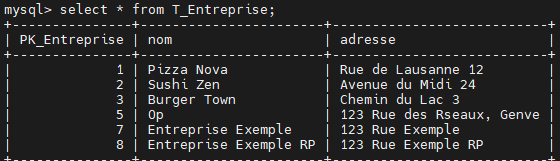 mysql> select * from T_Entreprise;
+---------------+-----------------------+----------------------------+
| PK_Entreprise | nom                   | adresse                    |
+---------------+-----------------------+----------------------------+
|             1 | Pizza Nova            | Rue de Lausanne 12         |
|             2 | Sushi Zen             | Avenue du Midi 24          |
|             3 | Burger Town           | Chemin du Lac 3            |
|             5 | Op                    | 123 Rue des Rseaux, Genve  |
|             7 | Entreprise Exemple    | 123 Rue Exemple            |
|             8 | Entreprise Exemple RP | 123 Rue Exemple RP         |
+---------------+-----------------------+----------------------------+